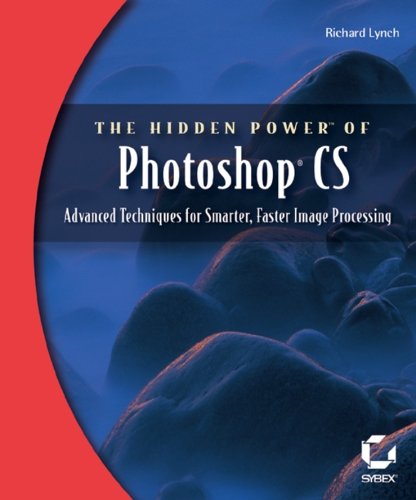 Richard Lynch
THE HIDDEN POWER™ OF
Photoshop® CS
Advanced Techniques for Smarter, Faster Image Processing
SYBEX®